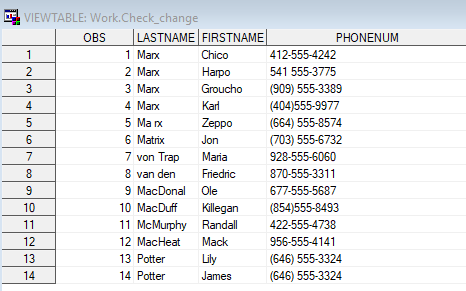 VIEWTABLE: Work.Check_change
OBS LASTNAME FIRSTNAME PHONENUM
1 1 Marx Chico 412-555-4242
2 2 Marx Harpo 541 555-3775
3 3 Marx Groucho (909) 555-3389
4 4 Marx Karl (404)555-9977
5 5 Ma rx Zeppo (664) 555-8574
6 6 Matrix Jon (703) 555-6732
7 7 von Trap Maria 928-555-6060
8 8 van den Friedric 870-555-3311
9 9 MacDonal Ole 677-555-5687
10 10 MacDuff Killegan (854)555-8493
11 11 McMurphy Randall 422-555-4738
12 12 MacHeat Mack 956-555-4141
13 13 Potter Lily (646) 555-3324
14 14 Potter James (646) 555-3324